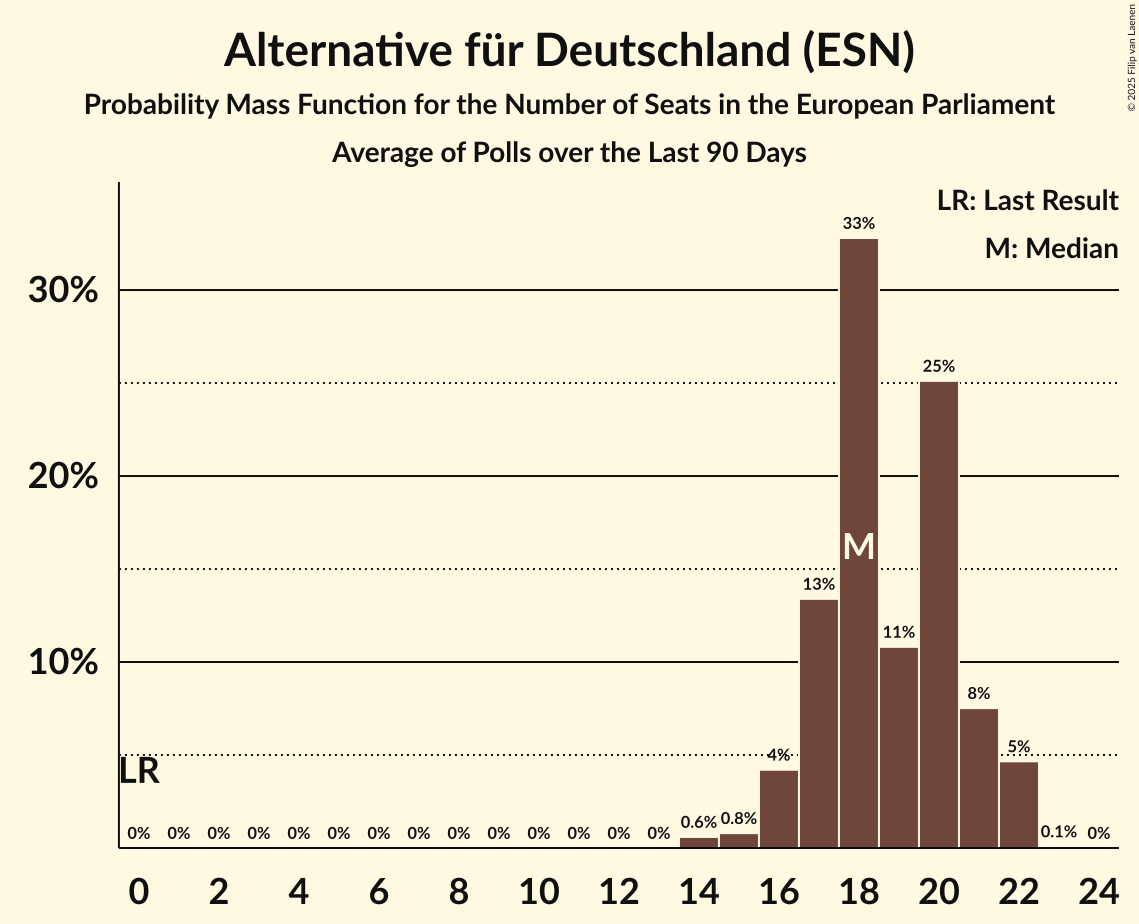 Alternative für Deutschland (ESN)
Probability Mass Function for the Number of Seats in the European Parliament
Average of Polls over the Last 90 Days
© 2025 Filip van Laenen
LR: Last Result
M: Median
30%
20%
10%
33%
25%
M
13%
11%
8%
4%
5%
LR
0% 0% 0% 0% 0% 0% 0% 0% 0% 0% 0% 0% 0% 0% 0.6% 0.8% 0.1% 0%
0 2 4 6 8 10 12 14 16 18 20 22 24